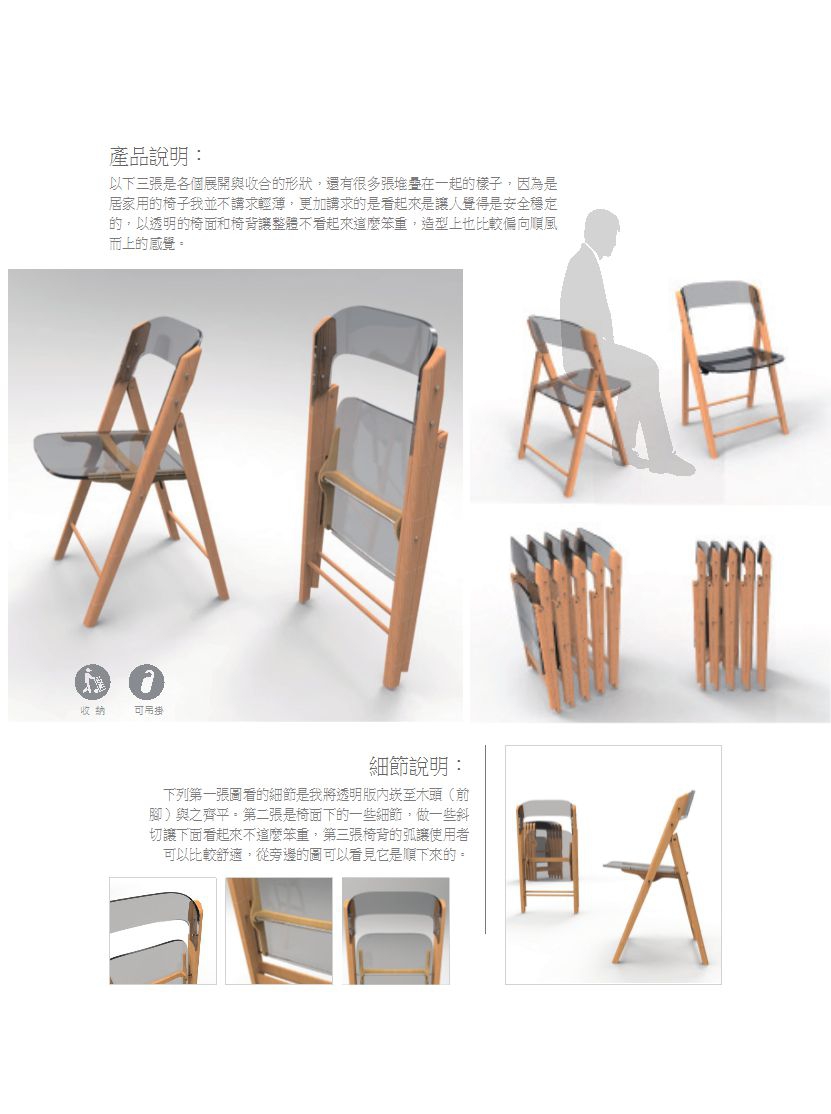 產品說明：
以下三張是各個展開與收合的形狀，還有很多張堆疊在一起的樣子，因為是
居家用的椅子我並不講求輕薄，更加講求的是看起來是讓人覺得是安全穩定
的，以透明的椅面和椅背讓整體不看起來這麼笨重，造型上也比較偏向順風
而上的感覺。
收 納
可吊掛
細節說明：
下列第一張圖看的細節是我將透明版內崁至木頭（前
腳）與之齊平。第二張是椅面下的一些細節，做一些斜
切讓下面看起來不這麼笨重，第三張椅背的弧讓使用者
可以比較舒適，從旁邊的圖可以看見它是順下來的。